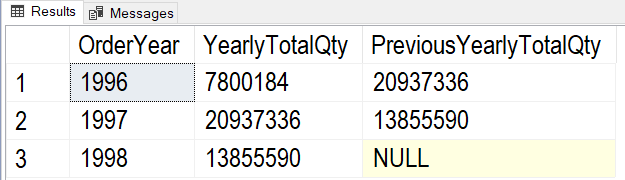 Results Messages
OrderYear YearlyTotalQty PreviousYearlyTotalQty
1 1996 7800184 20937336
2 1997 20937336 13855590
3 1998 13855590 NULL